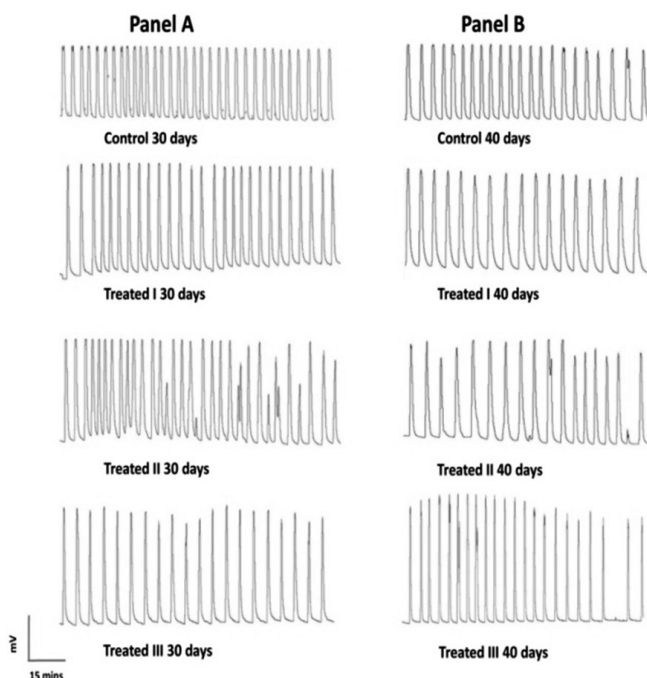 Panel A
Panel B
Control 30 days
Control 40 days
Treated I 30 days
Treated I 40 days
Treated II 30 days
Treated II 40 days
Treated III 30 days
Treated III 40 days
mV
15 mins